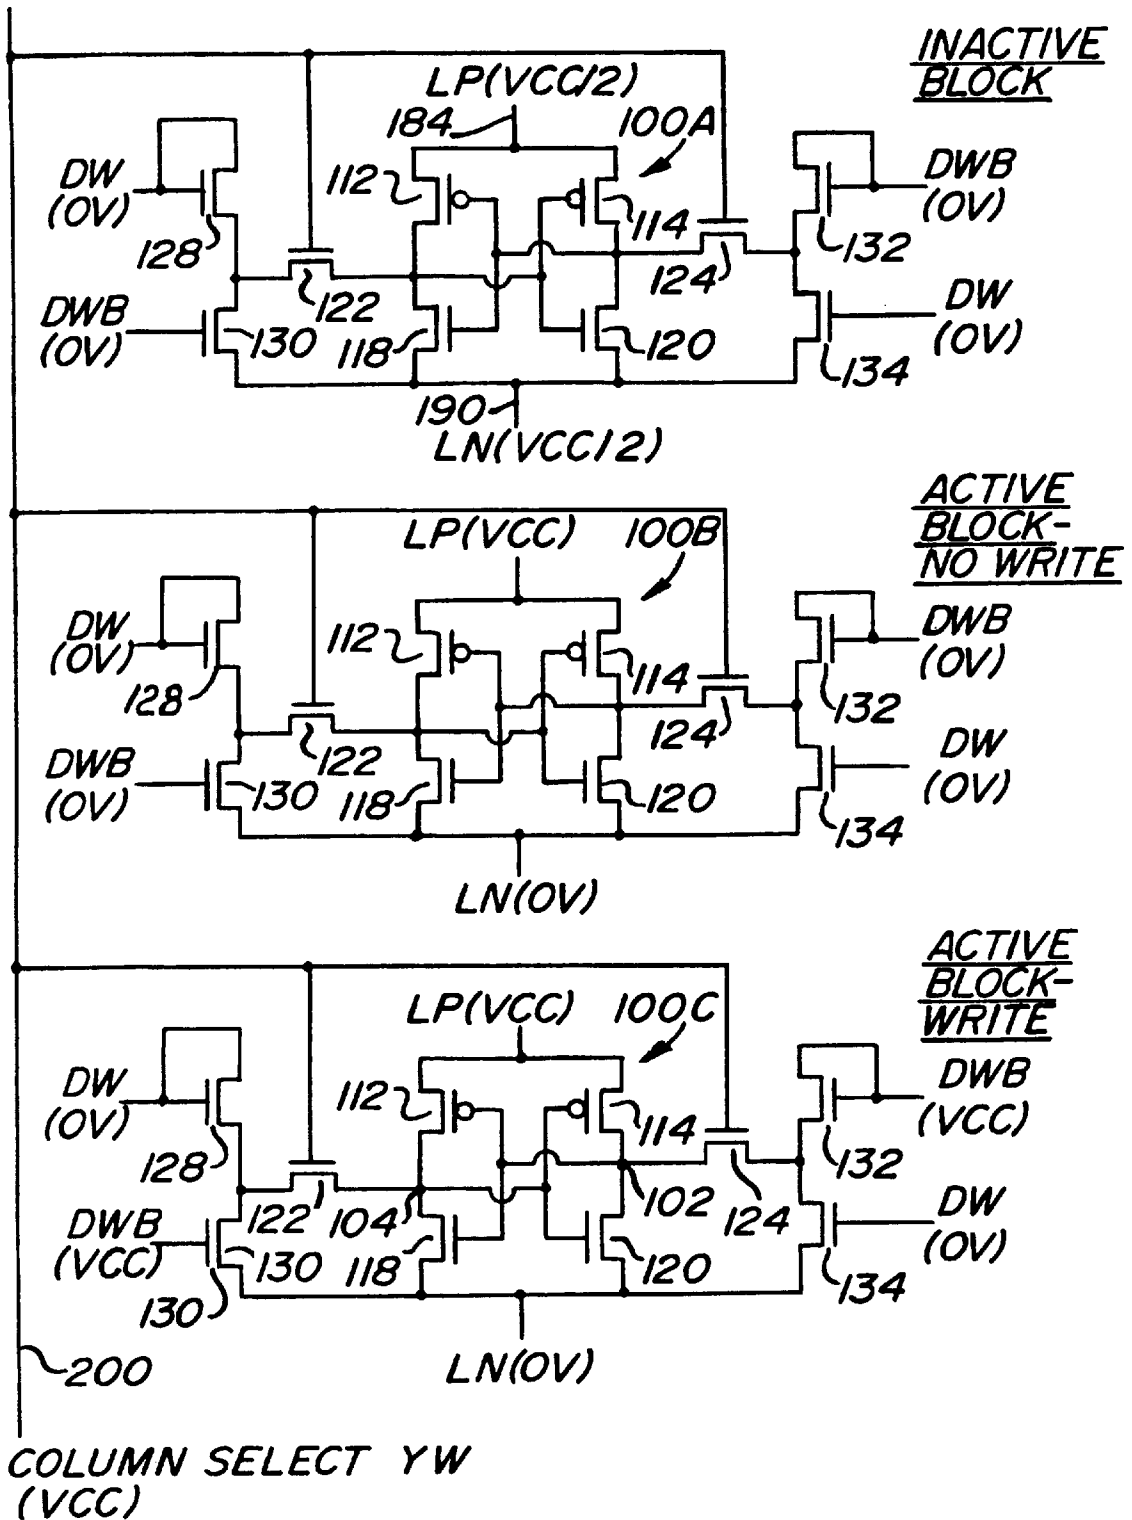 INACTIVE
BLOCK
LP(VCC/2)
184
100A
DW
(0V)
112
114
DWB
(0V)
128
132
122
124
DWB
(0V)
130
118
120
DW
(0V)
134
190
LN(VCC/2)
ACTIVE
BLOCK-
NO WRITE
LP(VCC)
100B
DW
(0V)
112
114
DWB
(0V)
128
132
122
124
DWB
(0V)
130
118
120
DW
(0V)
134
LN(0V)
ACTIVE
BLOCK-
WRITE
LP(VCC)
100C
DW
(0V)
112
114
DWB
(VCC)
128
132
122
104
102
124
DWB
(VCC)
130
118
120
DW
(0V)
130
134
LN(0V)
200
COLUMN SELECT YW
(VCC)